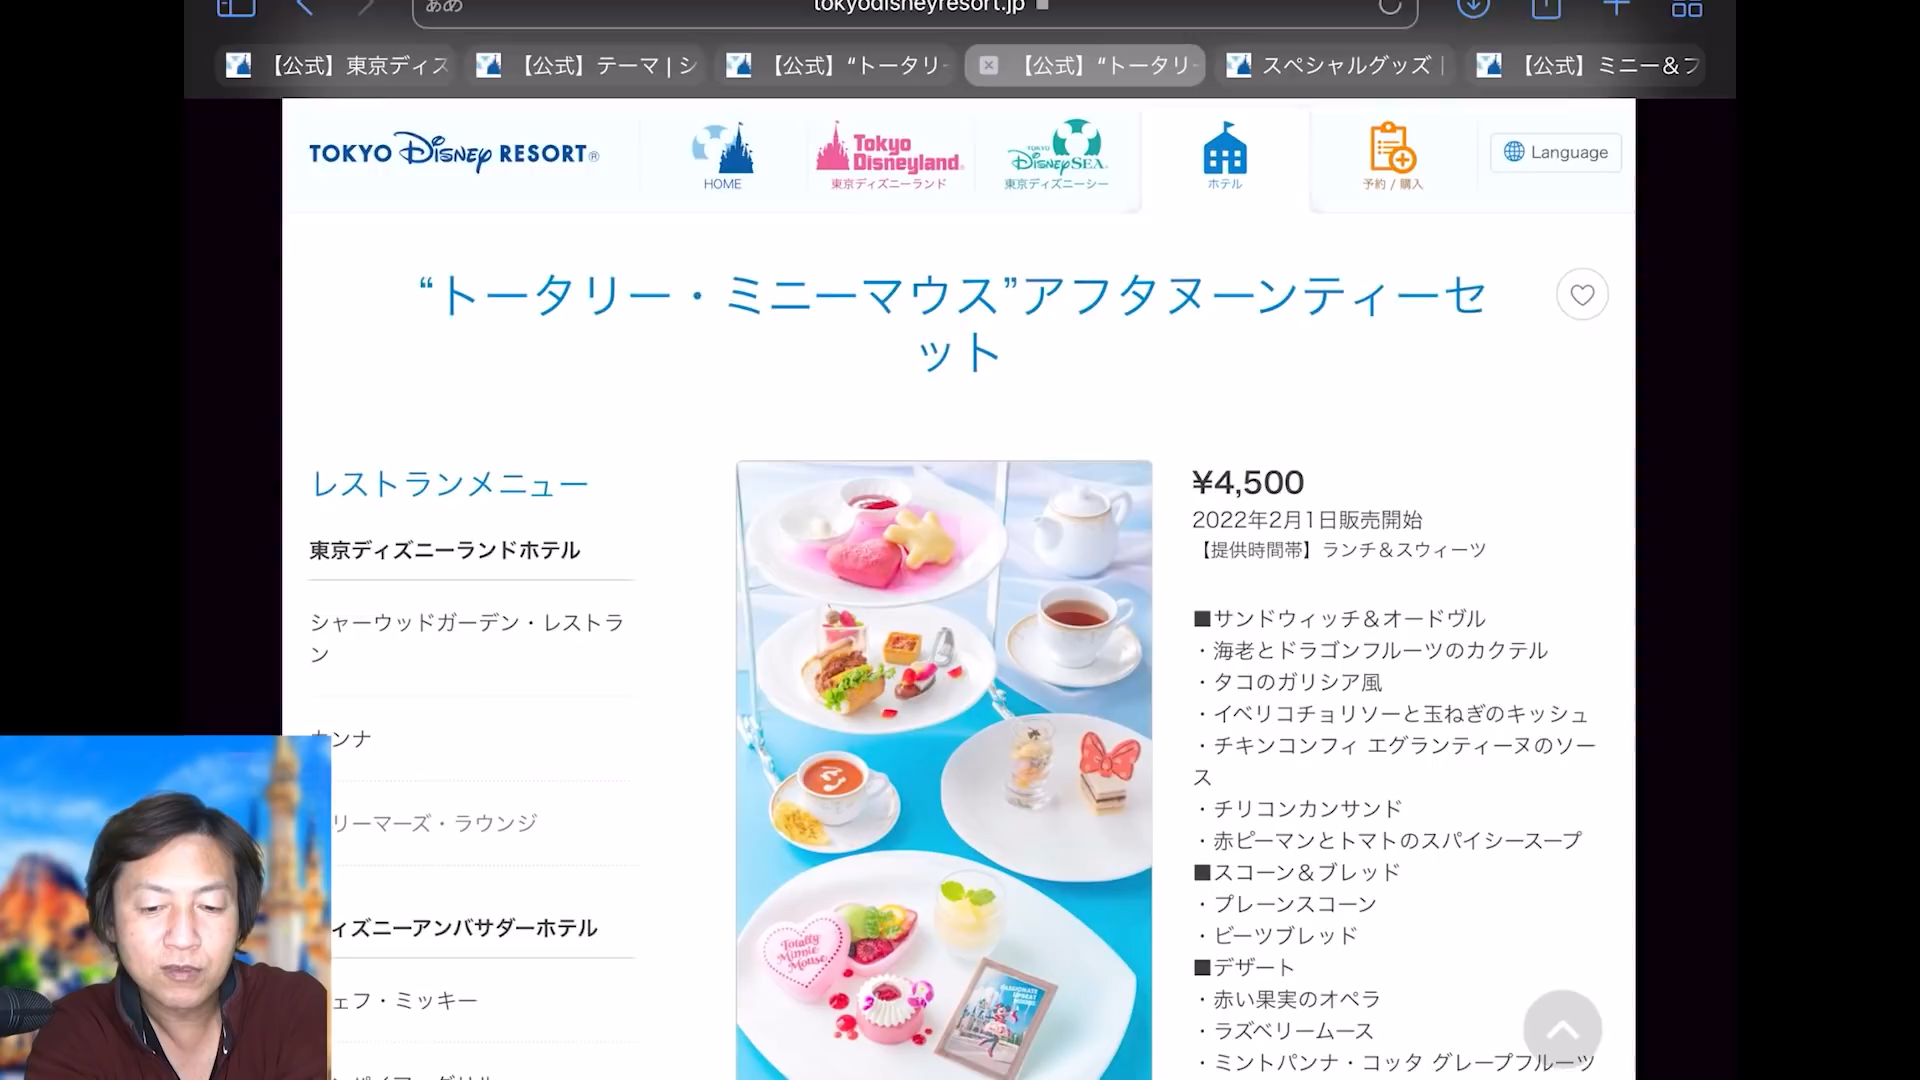 あめ
tokyodisneyresort.jp
【公式】東京ディス
【公式】テーマ | シ
【公式】“トータリー
【公式】“トータリー
スペシャルグッズ |
【公式】ミニー＆フ
TOKYO Disney RESORT®
HOME
Tokyo Disneyland
東京ディズニーランド
TOKYO DisneySEA
東京ディズニーシー
ホテル
予約 / 購入
Language
“トータリー・ミニーマウス”アフタヌーンティーセ
ット
レストランメニュー
東京ディズニーランドホテル
シャーウッドガーデン・レストラ
ン
カンナ
リーマーズ・ラウンジ
ィズニーアンバサダーホテル
ェフ・ミッキー
¥4,500
2022年2月1日販売開始
【提供時間帯】ランチ＆スウィーツ
■サンドウィッチ＆オードヴル
・海老とドラゴンフルーツのカクテル
・タコのガリシア風
・イベリコチョリソーと玉ねぎのキッシュ
・チキンコンフィ エグランティーヌのソー
ス
・チリコンカンサンド
・赤ピーマンとトマトのスパイシースープ
■スコーン＆ブレッド
・プレーンスコーン
・ビーツブレッド
■デザート
・赤い果実のオペラ
・ラズベリームース
・ミントパンナ・コッタ グレープフルーツ
Totally
Minnie
Mouse